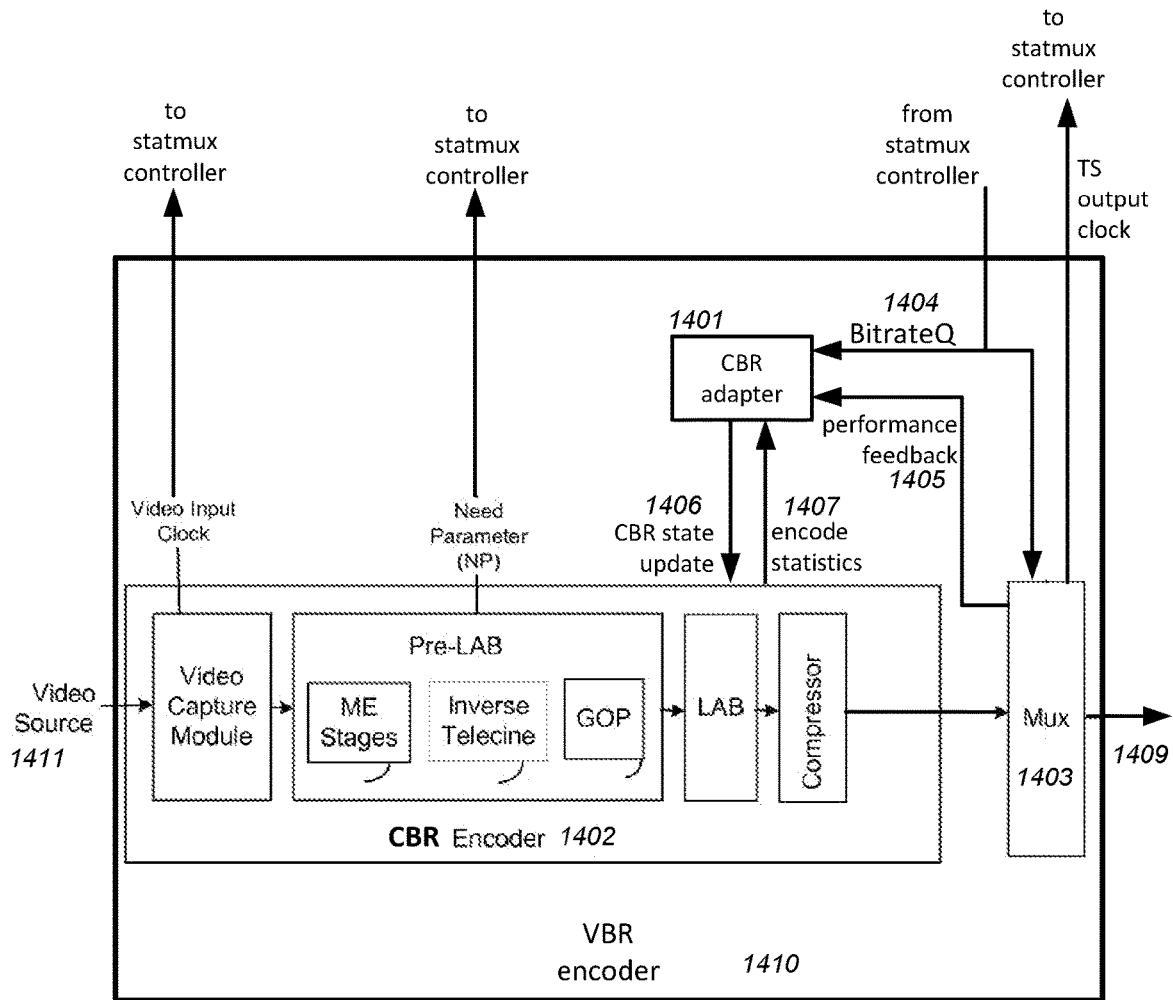 to
statmux
controller
to
statmux
controller
to
statmux
controller
from
statmux
controller
TS
output
clock
1404
BitrateQ
1401
CBR
adapter
performance
feedback
1405
1406
CBR state
update
1407
encode
statistics
Video Input
Clock
Need
Parameter
(NP)
Pre-LAB
Video
Source
1411
Video
Capture
Module
ME
Stages
Inverse
Telecine
GOP
LAB
Compressor
Mux
1403
1409
CBR Encoder 1402
VBR
encoder 1410